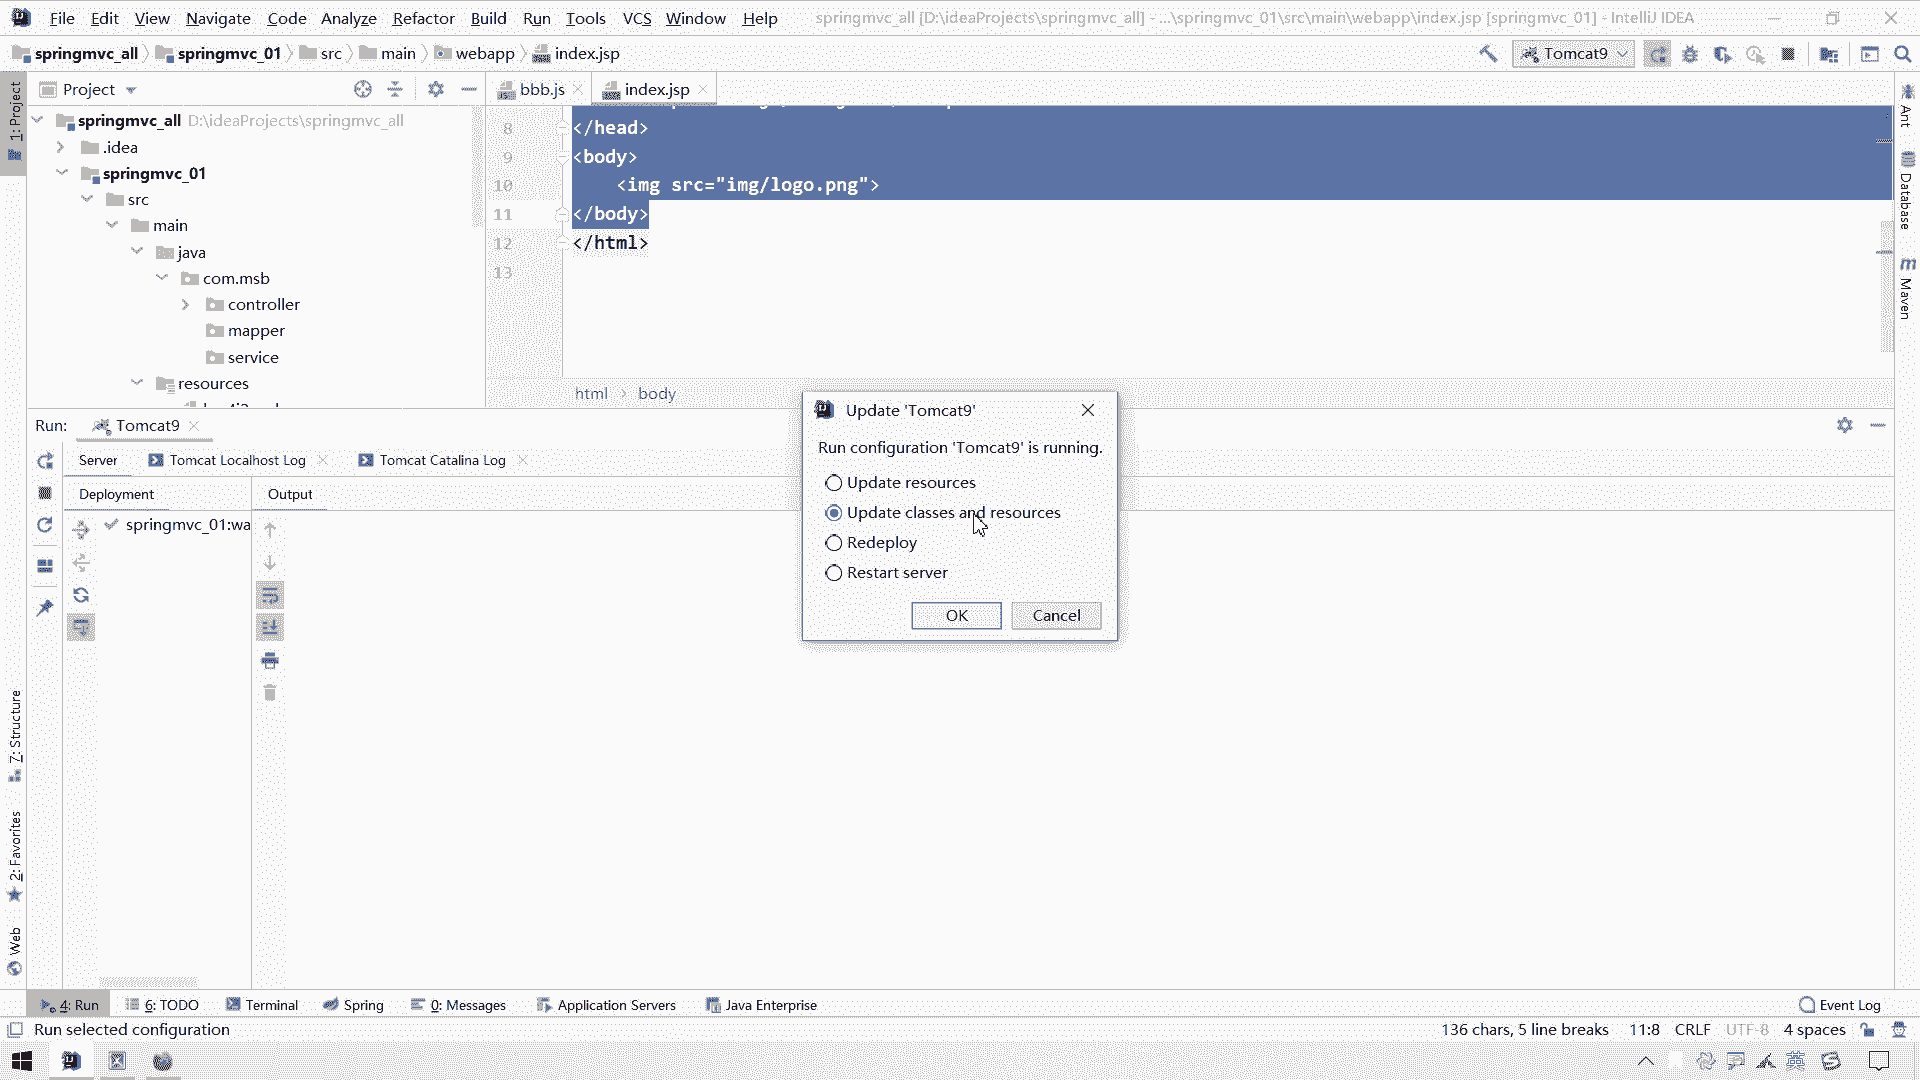 File Edit View Navigate Code Analyze Refactor Build Run Tools VCS Window Help springmvc_all [D:\ideaProjects\springmvc_all] - ...\springmvc_01\src\main\webapp\index.jsp [springmvc_01] - IntelliJ IDEA
springmvc_all springmvc_01 src main webapp index.jsp Tomcat9
1: Project
Project
bbb.js index.jsp
springmvc_all D:\ideaProjects\springmvc_all
.idea
springmvc_01
src
main
java
com.msb
controller
mapper
service
resources
8 </head>
9 <body>
10 <img src="img/logo.png">
11 </body>
12 </html>
13
html > body
Ant
Database
Maven
Run: Tomcat9
Server Tomcat Localhost Log Tomcat Catalina Log
Deployment Output
springmvc_01:wa
Update 'Tomcat9'
Run configuration 'Tomcat9' is running.
Update resources
Update classes and resources
Redeploy
Restart server
OK Cancel
7: Structure
2: Favorites
Web
4: Run 6: TODO Terminal Spring 0: Messages Application Servers Java Enterprise Event Log
Run selected configuration 136 chars, 5 line breaks 11:8 CRLF UTF-8 4 spaces
英